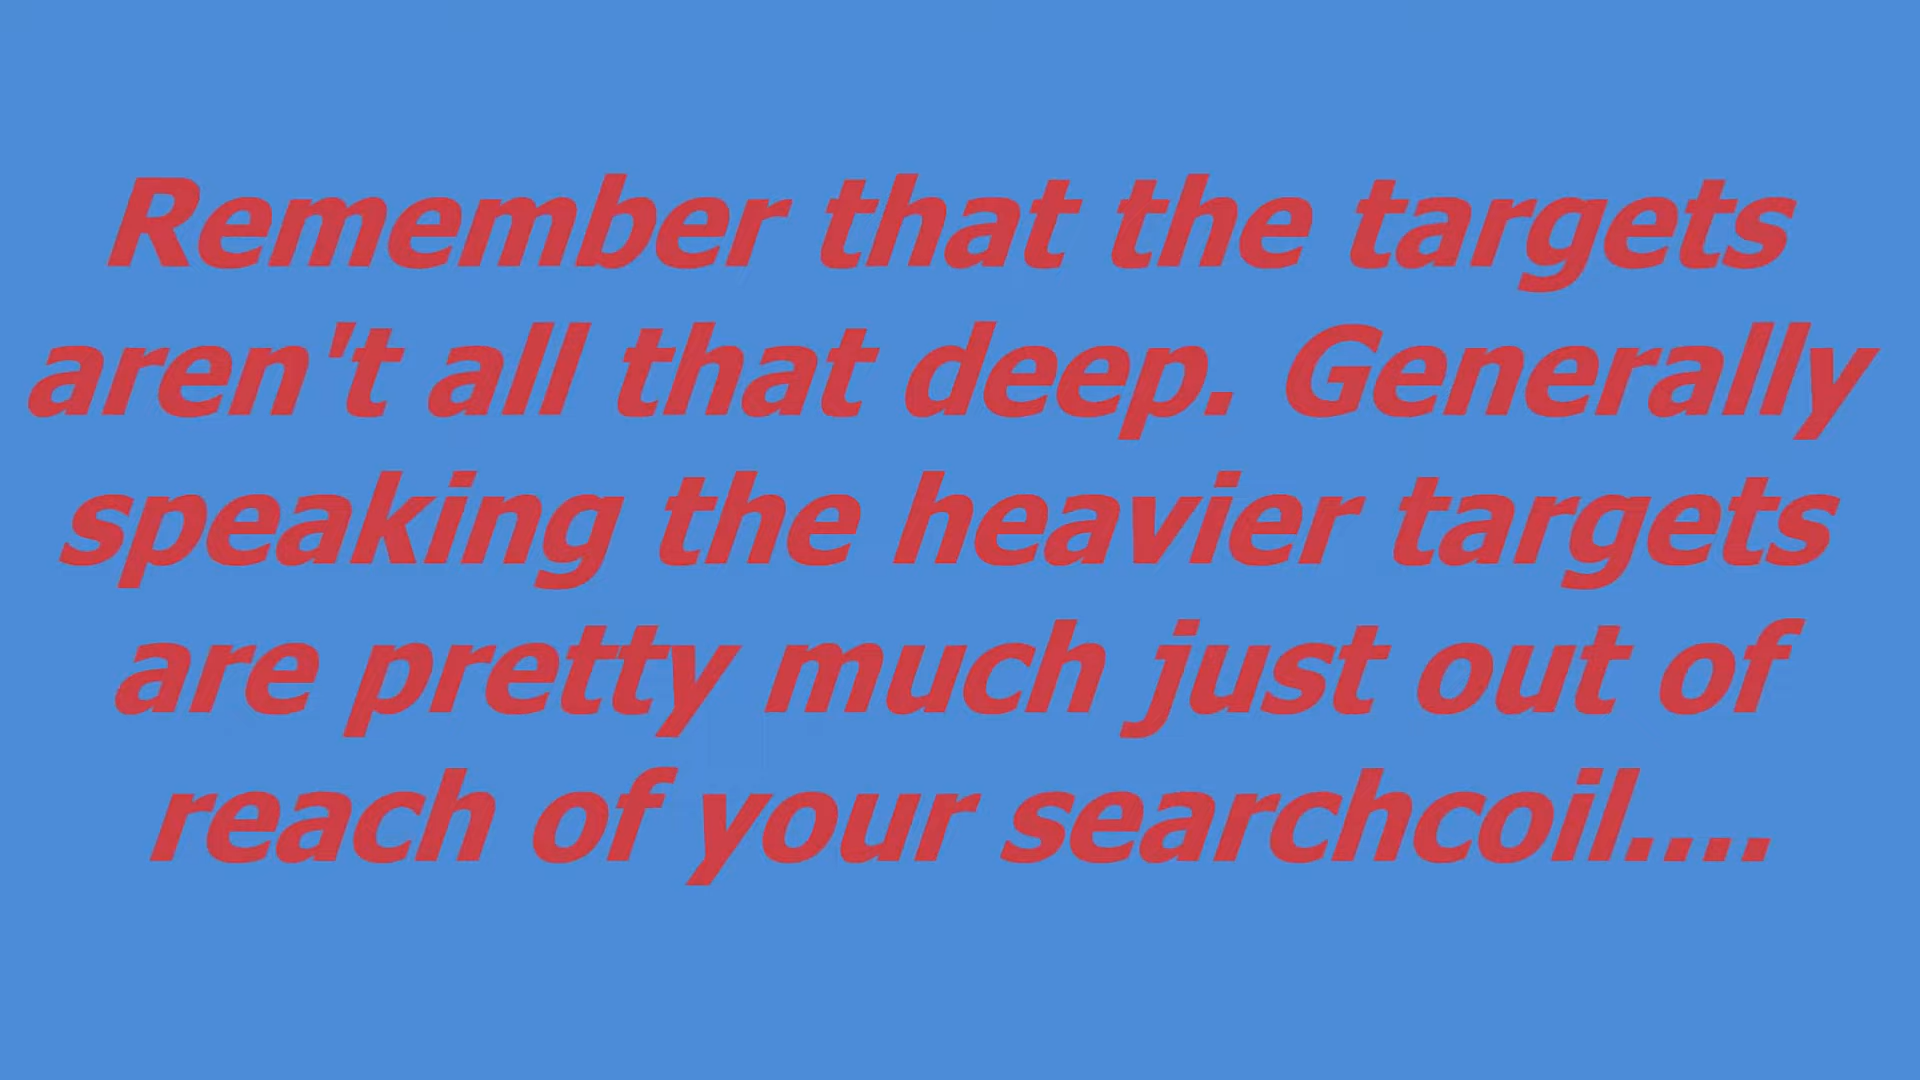 Remember that the targets
aren't all that deep. Generally
speaking the heavier targets
are pretty much just out of
reach of your searchcoil....